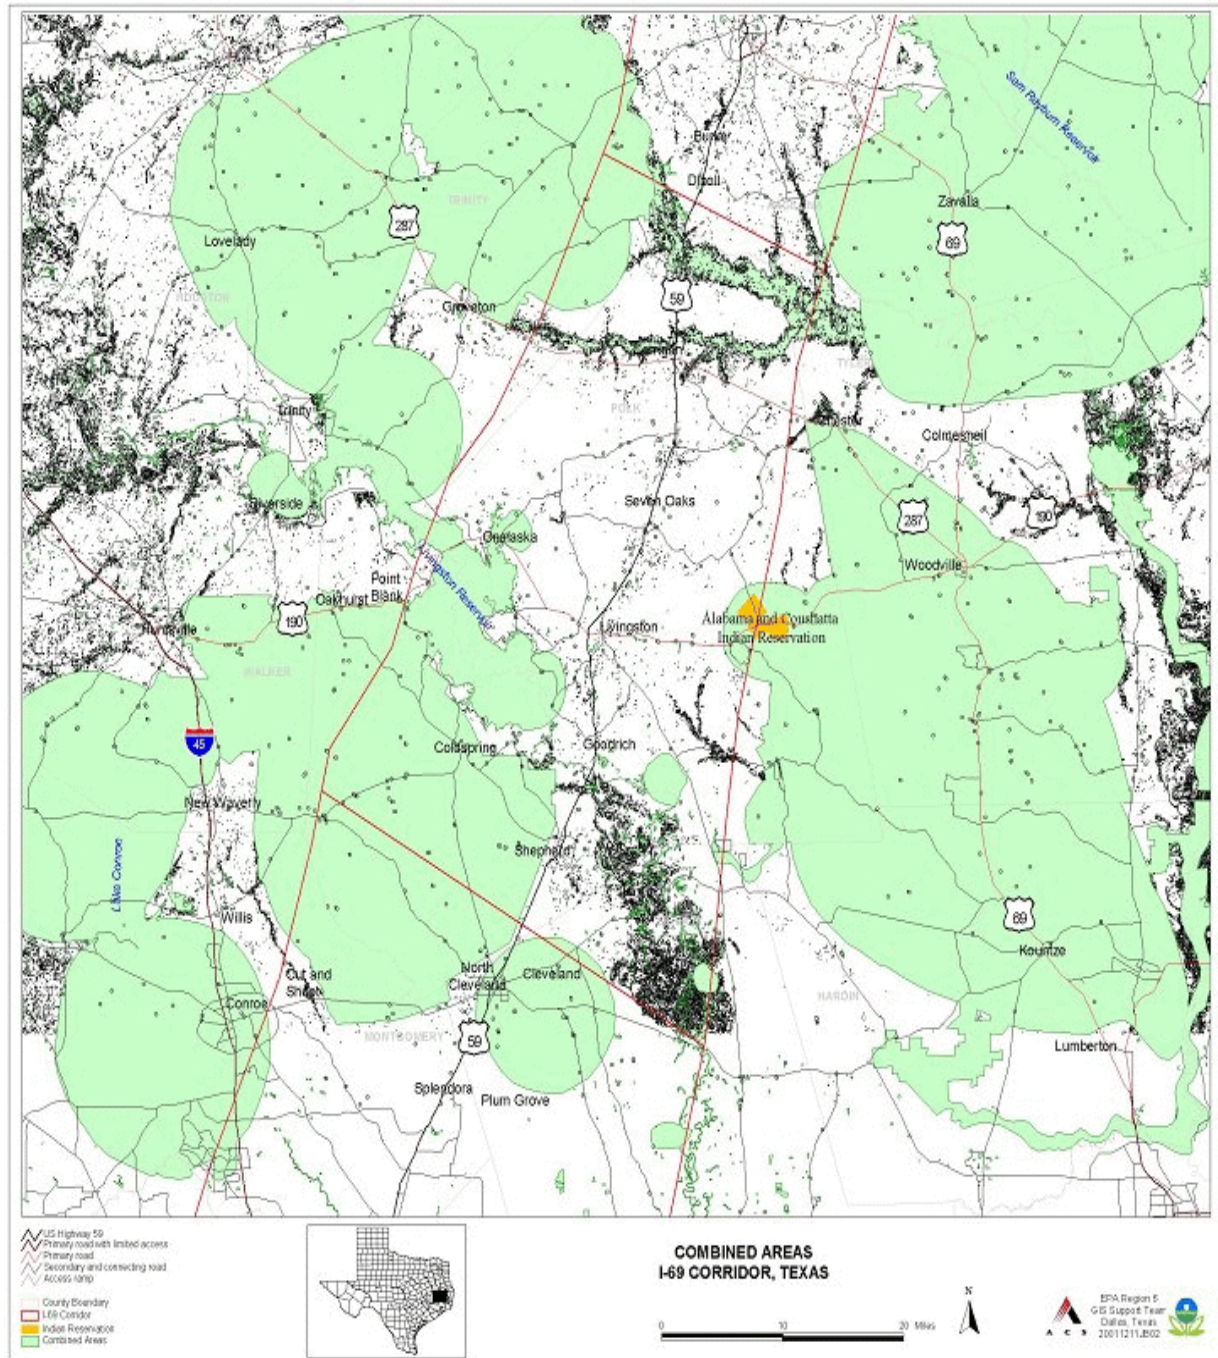 Sam Rayburn Reservoir
Burke
Diboll
TRINITY
Zavalla
287
Lovelady
69
HOUSTON
59
Groveton
TYLER
Trinity
POLK
Chester
Colmesneil
Riverside
Seven Oaks
287
190
Onalaska
Livingston Reservoir
Woodville
Point
Blank
Oakhurst
190
Huntsville
Livingston
Alabama and Coushatta
Indian Reservation
WALKER
45
Coldspring
Goodrich
New Waverly
Shepherd
Lake Conroe
Willis
69
Kountze
North
Cleveland
Cleveland
Cut and
Shoot
Conroe
HARDIN
MONTGOMERY
59
Lumberton
Splendora
Plum Grove
US Highway 59
Primary road with limited access
Primary road
Secondary and connecting road
Access ramp
County Boundary
I-69 Corridor
Indian Reservation
Combined Areas
COMBINED AREAS
I-69 CORRIDOR, TEXAS
0 10 20 Miles
N
A C S
EPA Region 6
GIS Support Team
Dallas, Texas
20011211JB02